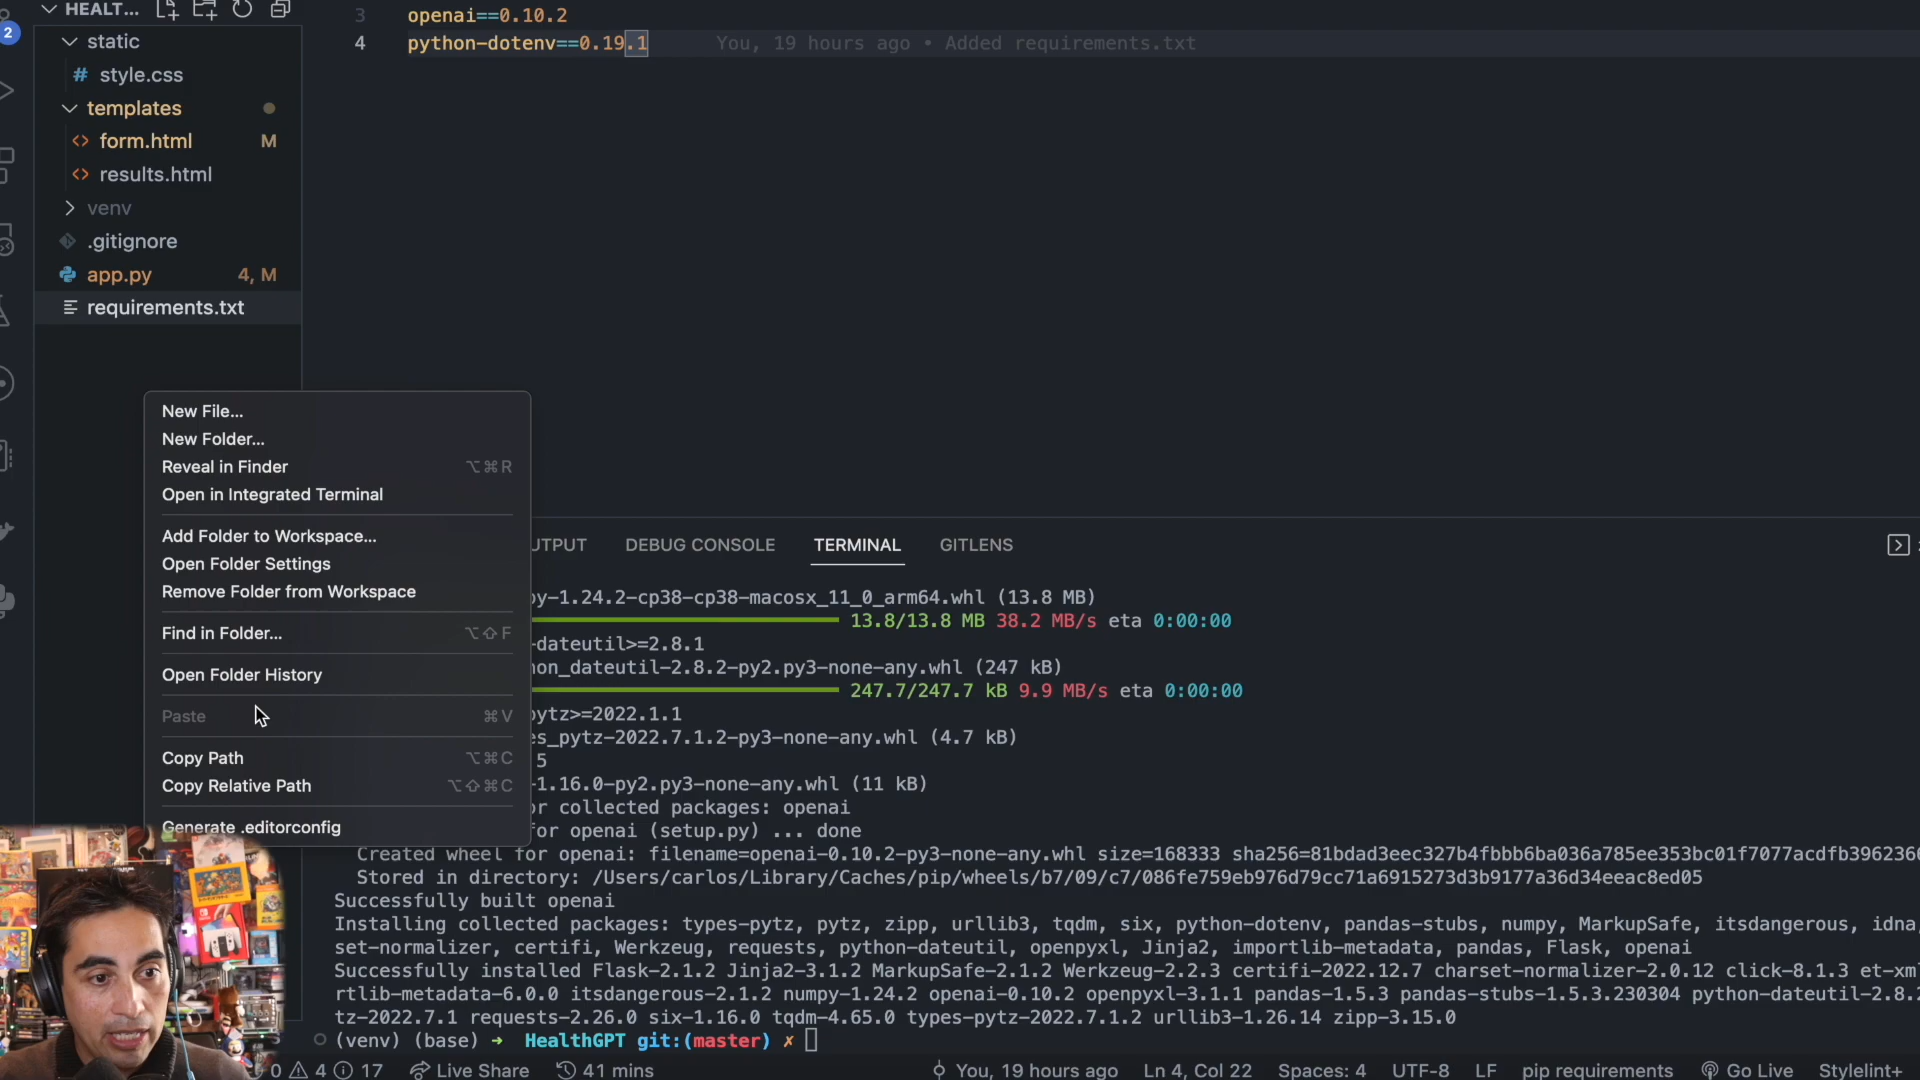 HEALT...
static
# style.css
templates
<> form.html M
<> results.html
venv
.gitignore
app.py 4, M
requirements.txt
2
3 openai==0.10.2
4 python-dotenv==0.19.1 You, 19 hours ago • Added requirements.txt
New File...
New Folder...
Reveal in Finder ⌥⌘R
Open in Integrated Terminal
Add Folder to Workspace...
Open Folder Settings
Remove Folder from Workspace
Find in Folder... ⌥⇧F
Open Folder History
Paste ⌘V
Copy Path ⌥⌘C
Copy Relative Path ⌥⇧⌘C
Generate .editorconfig
UTPUT DEBUG CONSOLE TERMINAL GITLENS
py-1.24.2-cp38-cp38-macosx_11_0_arm64.whl (13.8 MB)
13.8/13.8 MB 38.2 MB/s eta 0:00:00
-dateutil>=2.8.1
on_dateutil-2.8.2-py2.py3-none-any.whl (247 kB)
247.7/247.7 kB 9.9 MB/s eta 0:00:00
pytz>=2022.1.1
es_pytz-2022.7.1.2-py3-none-any.whl (4.7 kB)
5
-1.16.0-py2.py3-none-any.whl (11 kB)
or collected packages: openai
for openai (setup.py) ... done
Created wheel for openai: filename=openai-0.10.2-py3-none-any.whl size=168333 sha256=81bdad3eec327b4fbbb6ba036a785ee353bc01f7077acdfb3962366
Stored in directory: /Users/carlos/Library/Caches/pip/wheels/b7/09/c7/086fe759eb976d79cc71a6915273d3b9177a36d34eeac8ed05
Successfully built openai
Installing collected packages: types-pytz, pytz, zipp, urllib3, tqdm, six, python-dotenv, pandas-stubs, numpy, MarkupSafe, itsdangerous, idna,
set-normalizer, certifi, Werkzeug, requests, python-dateutil, openpyxl, Jinja2, importlib-metadata, pandas, Flask, openai
Successfully installed Flask-2.1.2 Jinja2-3.1.2 MarkupSafe-2.1.2 Werkzeug-2.2.3 certifi-2022.12.7 charset-normalizer-2.0.12 click-8.1.3 et-xml
rtlib-metadata-6.0.0 itsdangerous-2.1.2 numpy-1.24.2 openai-0.10.2 openpyxl-3.1.1 pandas-1.5.3 pandas-stubs-1.5.3.230304 python-dateutil-2.8.2
tz-2022.7.1 requests-2.26.0 six-1.16.0 tqdm-4.65.0 types-pytz-2022.7.1.2 urllib3-1.26.14 zipp-3.15.0
(venv) (base) → HealthGPT git:(master) ✗
0 4 17 Live Share 41 mins You, 19 hours ago Ln 4, Col 22 Spaces: 4 UTF-8 LF pip requirements Go Live Stylelint+